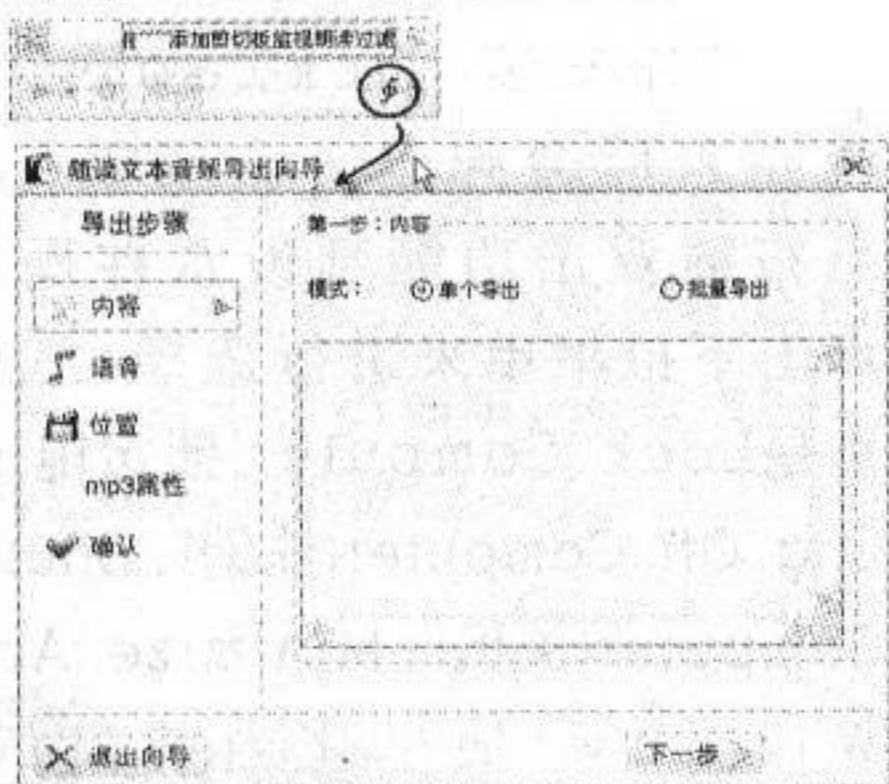 添加剪切板监视朗读过滤
随读文本音频导出向导
导出步骤
内容
语音
位置
mp3属性
确认
第一步：内容
模式： 单个导出 批量导出
退出向导
下一步